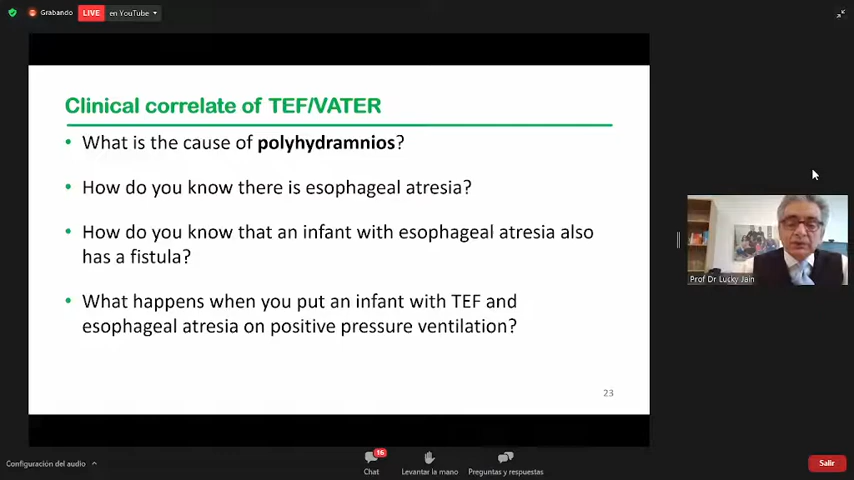 Grabando
LIVE
en YouTube
Clinical correlate of TEF/VATER
• What is the cause of polyhydramnios?
• How do you know there is esophageal atresia?
• How do you know that an infant with esophageal atresia also
has a fistula?
• What happens when you put an infant with TEF and
esophageal atresia on positive pressure ventilation?
23
Prof Dr Lucky Jain
Configuración del audio
16
Chat
Levantar la mano
Preguntas y respuestas
Salir